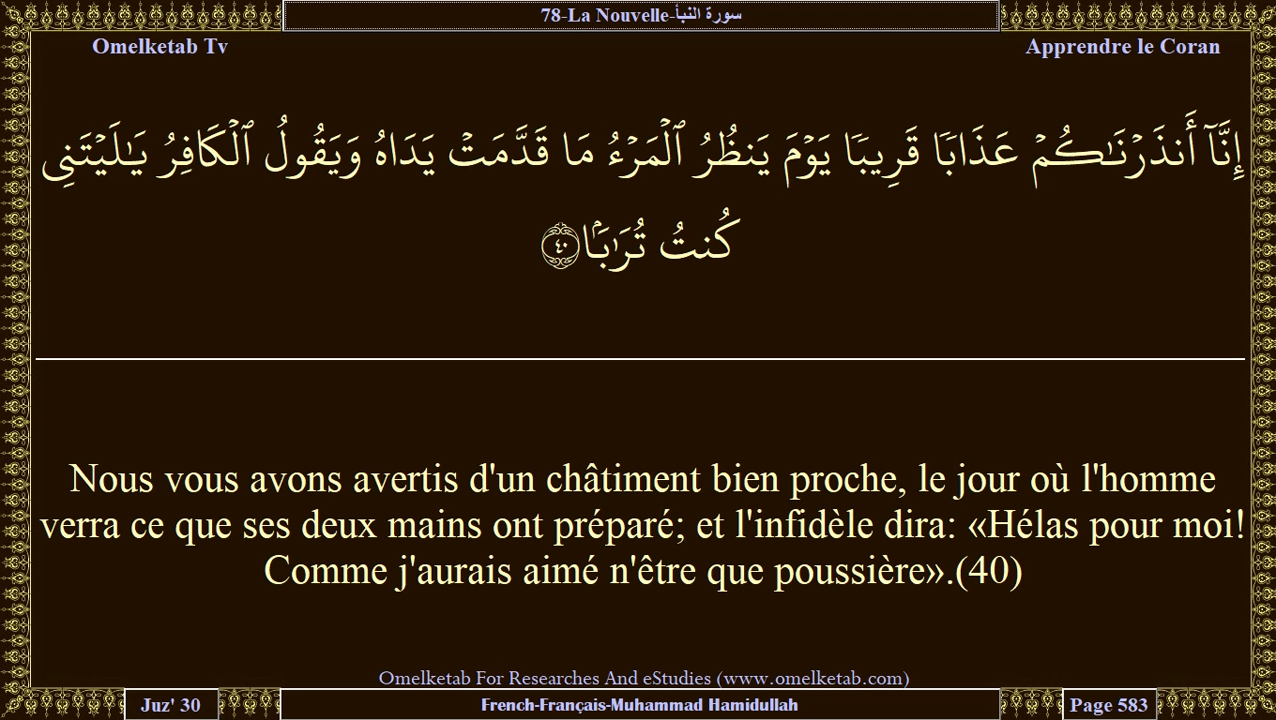 78-La Nouvelle-سورة النبأ
Omelketab Tv
Apprendre le Coran
إِنَّآ أَنذَرْنَـٰكُمْ عَذَابًا قَرِيبًا يَوْمَ يَنظُرُ ٱلْمَرْءُ مَا قَدَّمَتْ يَدَاهُ وَيَقُولُ ٱلْكَافِرُ يَـٰلَيْتَنِى
كُنتُ تُرَٰبًۢا ٤٠
Nous vous avons avertis d'un châtiment bien proche, le jour où l'homme
verra ce que ses deux mains ont préparé; et l'infidèle dira: «Hélas pour moi!
Comme j'aurais aimé n'être que poussière».(40)
Omelketab For Researches And eStudies (www.omelketab.com)
Juz' 30
French-Français-Muhammad Hamidullah
Page 583